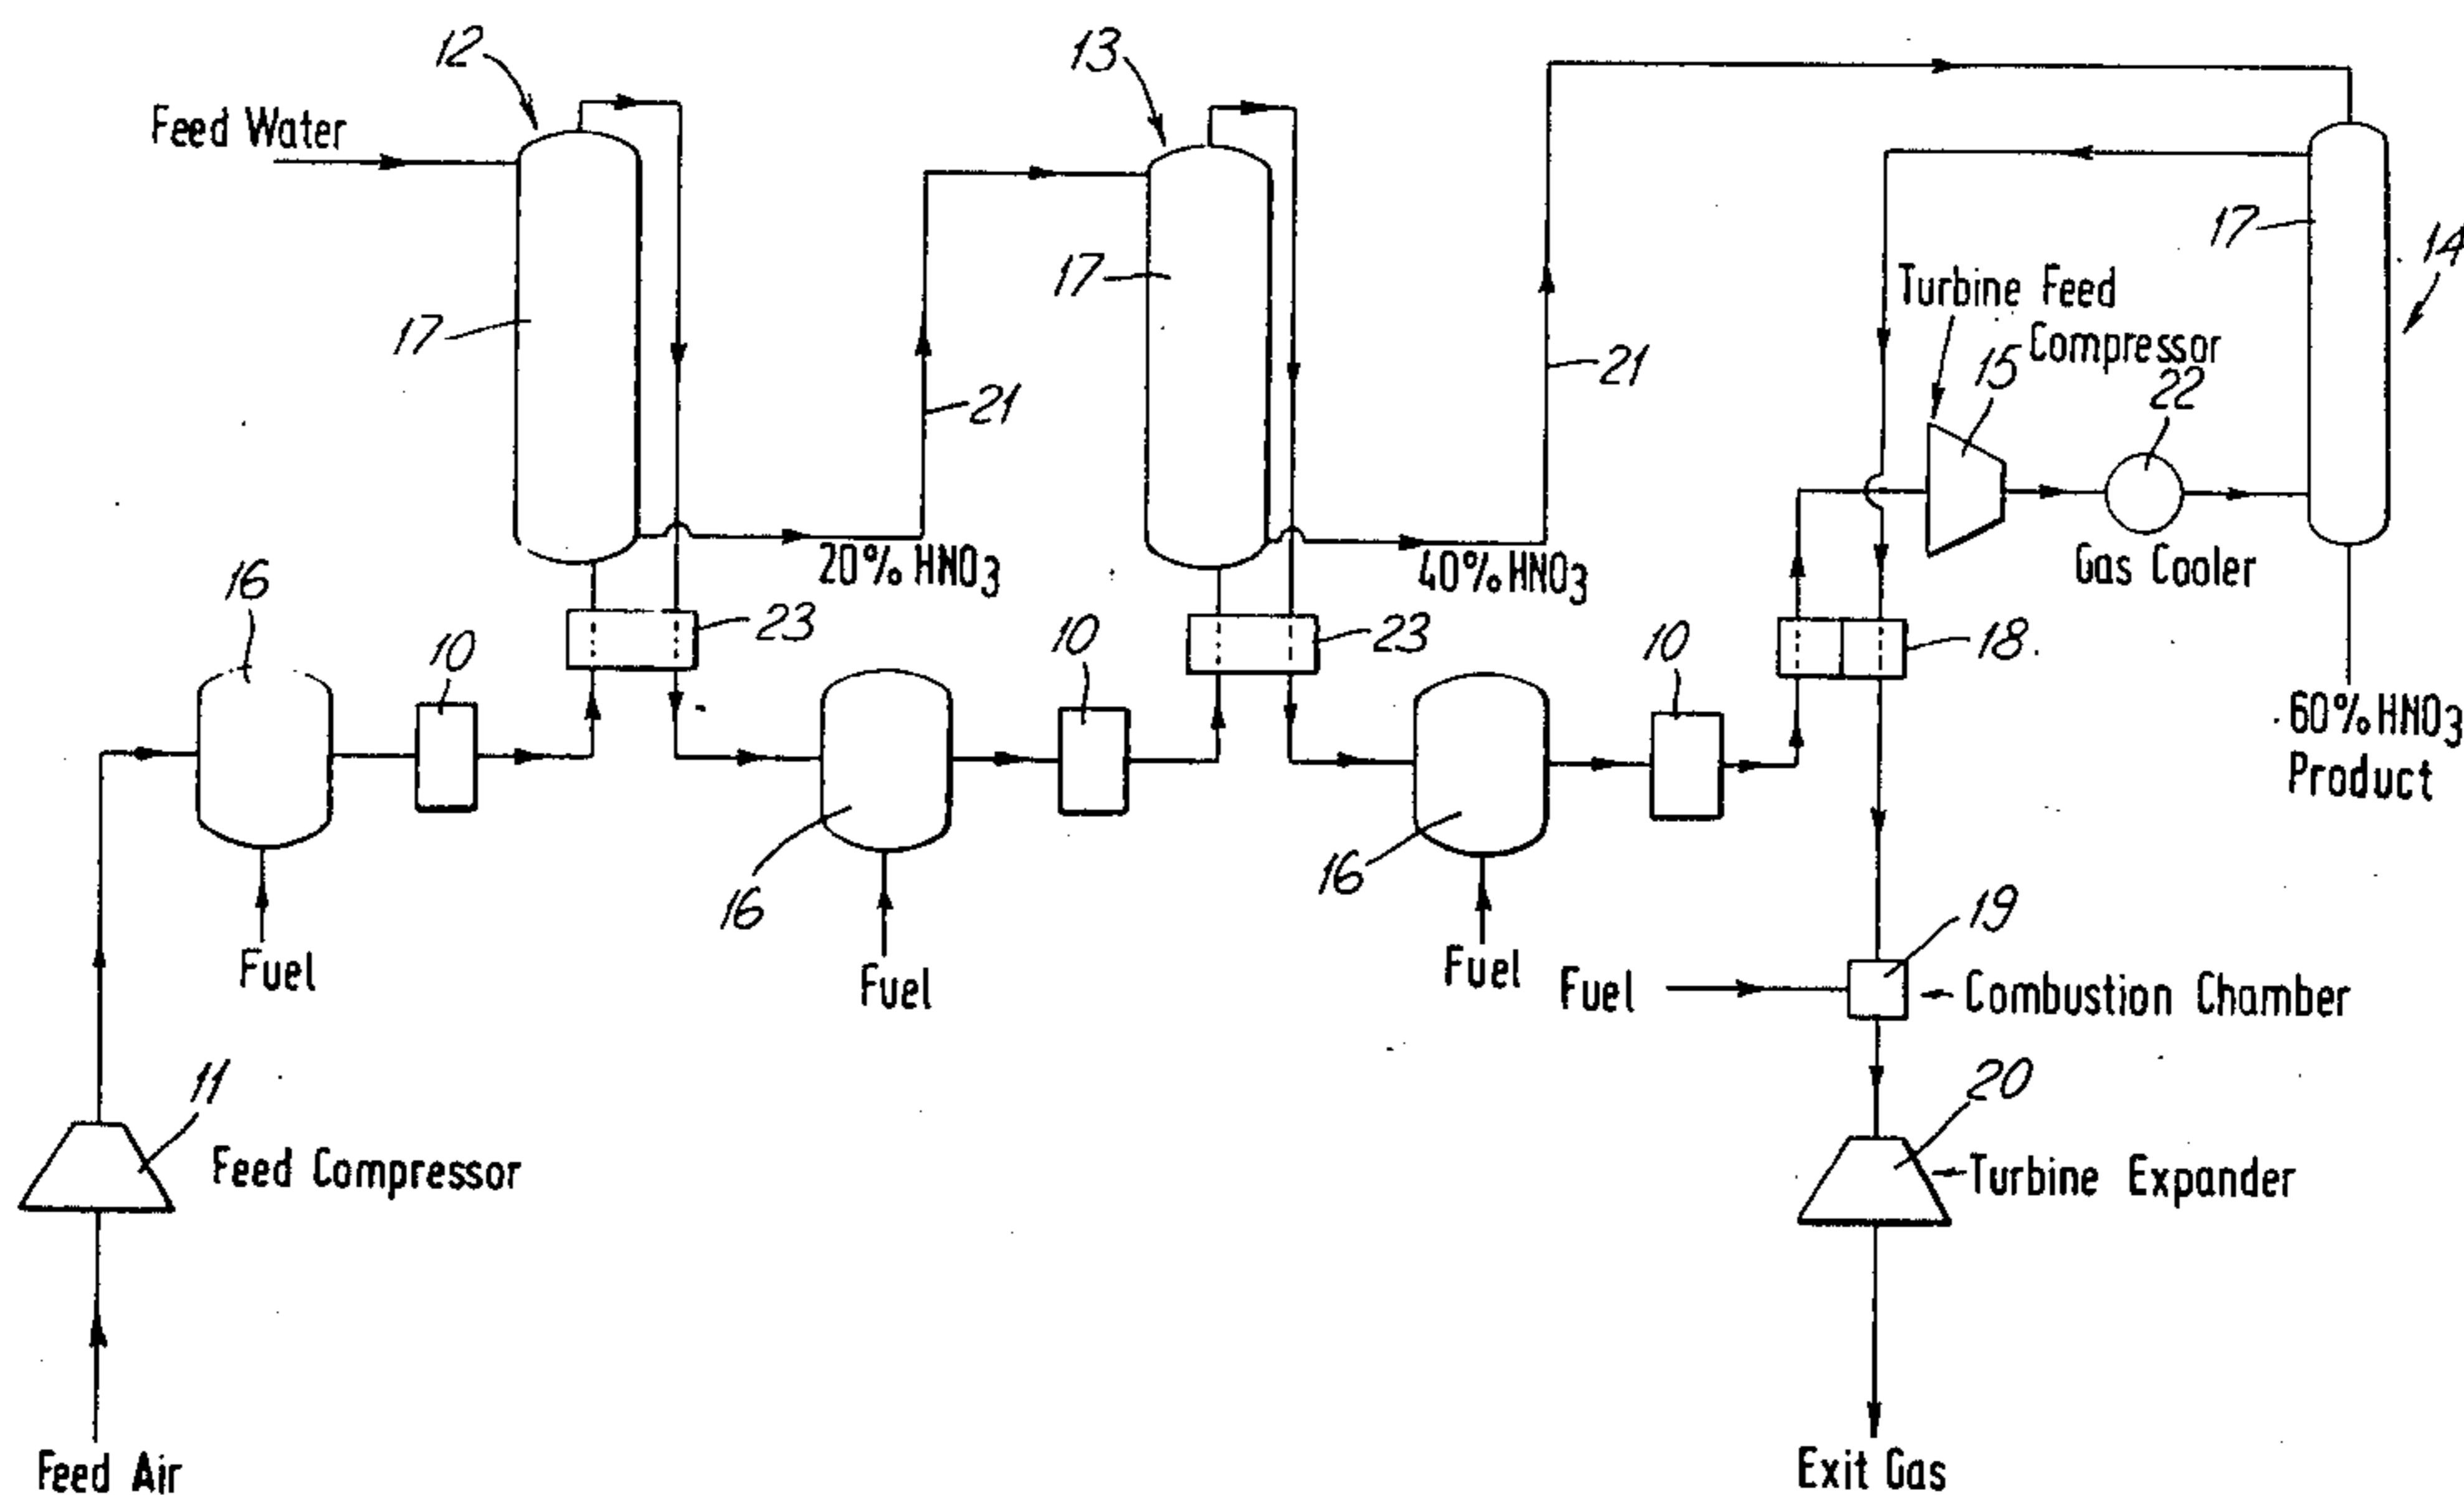 12
13
Feed Water
17
17
17
14
Turbine Feed
Compressor
15
22
21
21
20% HNO3
40% HNO3
Gas Cooler
16
10
23
10
23
10
18
60% HNO3
Product
16
16
Fuel
Fuel
Fuel
Fuel
19
Combustion Chamber
11
Feed Compressor
20
Turbine Expander
Feed Air
Exit Gas